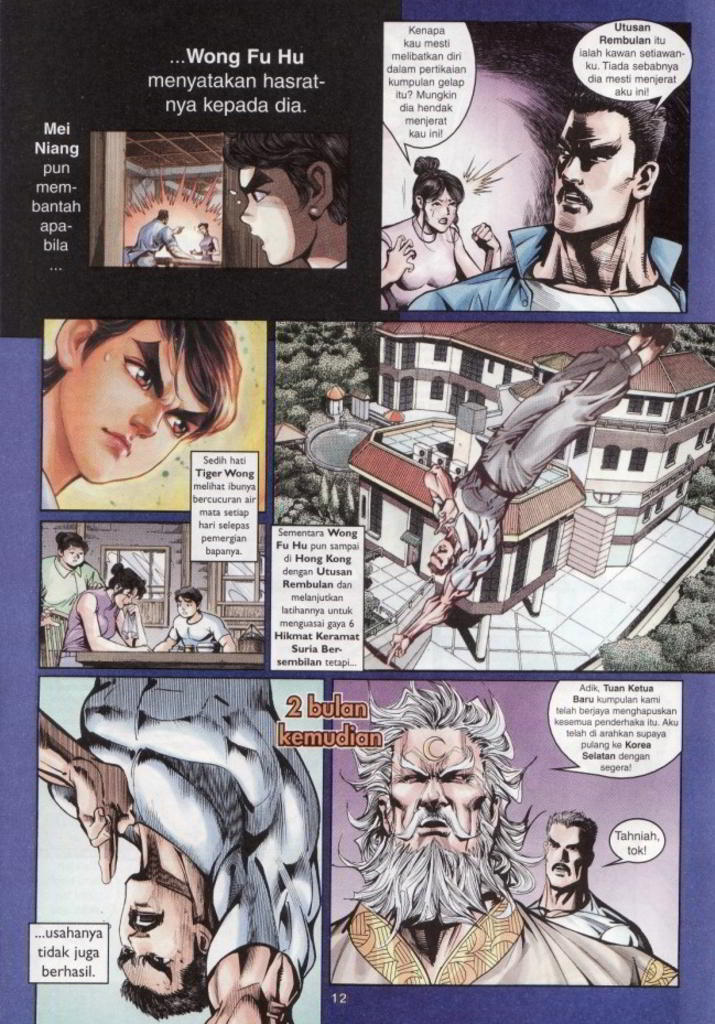 ...Wong Fu Hu
menyatakan hasrat-
nya kepada dia.
Mei
Niang
pun
mem-
bantah
apa-
bila
...
Kenapa
kau mesti
melibatkan diri
dalam pertikaian
kumpulan gelap
itu? Mungkin
dia hendak
menjerat
kau ini!
Utusan
Rembulan itu
ialah kawan setiawan-
ku. Tiada sebabnya
dia mesti menjerat
aku ini!
Sedih hati
Tiger Wong
melihat ibunya
bercucuran air
mata setiap
hari selepas
pemergian
bapanya.
Sementara Wong
Fu Hu pun sampai
di Hong Kong
dengan Utusan
Rembulan dan
melanjutkan
latihannya untuk
menguasai gaya 6
Hikmat Keramat
Suria Ber-
sembilan tetapi...
...usahanya
tidak juga
berhasil.
2 bulan
kemudian
Adik, Tuan Ketua
Baru kumpulan kami
telah berjaya menghapuskan
kesemua penderhaka itu. Aku
telah di arahkan supaya
pulang ke Korea
Selatan dengan
segera!
Tahniah,
tok!
12